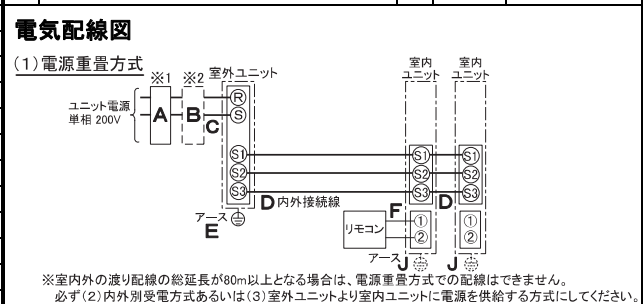 電気配線図
(1)電源重畳方式
※1
※2
室外ユニット
室内
ユニット
室内
ユニット
ユニット電源
単相 200V
A
B
C
R
S
S1
S2
S3
S1
S2
S3
S1
S2
S3
D 内外接続線
D
アース
E
F
リモコン
①
②
①
②
アース
J
J
※室内外の渡り配線の総延長が80m以上となる場合は、電源重畳方式での配線はできません。
必ず(2)内外別受電方式あるいは(3)室外ユニットより室内ユニットに電源を供給する方式にしてください。